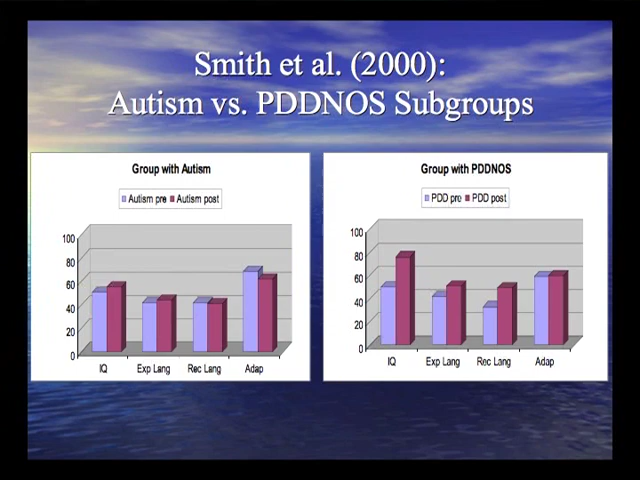 Smith et al. (2000):
Autism vs. PDDNOS Subgroups
Group with Autism
Autism pre Autism post
100
80
60
40
20
0
IQ Exp Lang Rec Lang Adap
Group with PDDNOS
PDD pre PDD post
100
80
60
40
20
0
IQ Exp Lang Rec Lang Adap